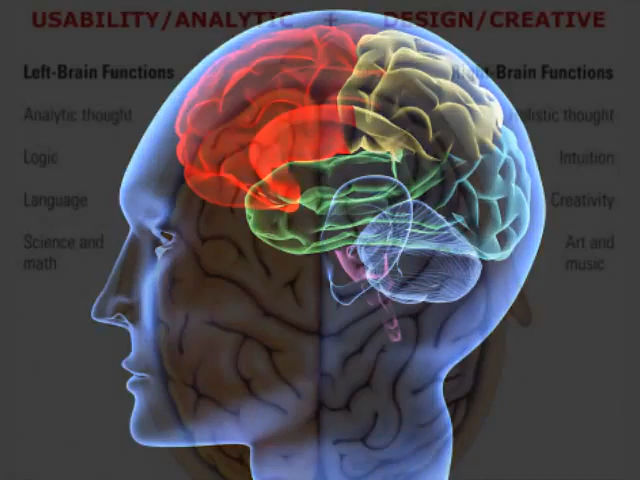 USABILITY/ANALYTIC + DESIGN/CREATIVE
Left-Brain Functions
Analytic thought
Logic
Language
Science and
math
Functions
thought
Intuition
Creativity
Art and
music